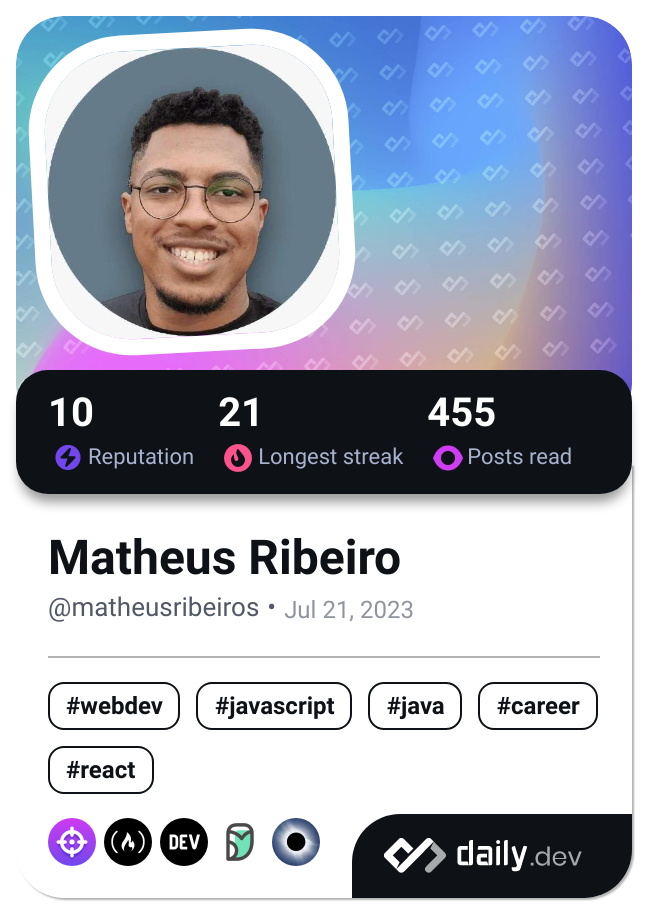 10 21 455
Reputation Longest streak Posts read
Matheus Ribeiro
@matheusribeiros • Jul 21, 2023
#webdev #javascript #java #career
#react
DEV
daily.dev